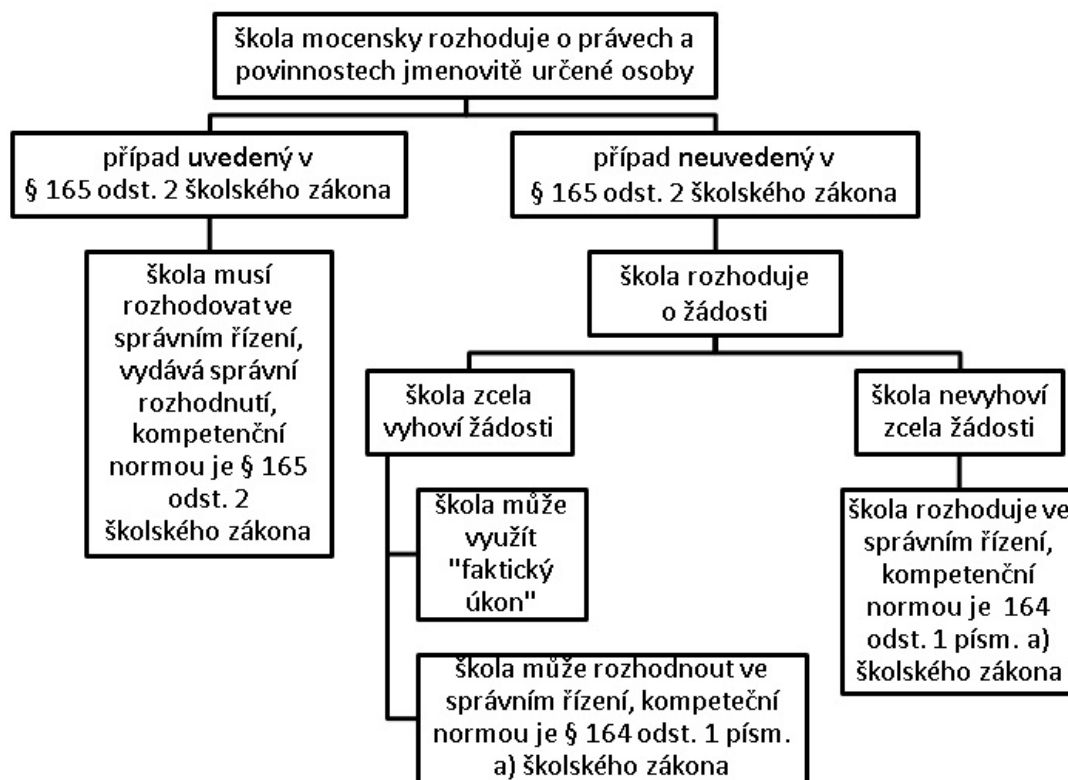 škola mocensky rozhoduje o právech a
povinnostech jmenovitě určené osoby
případ uvedený v
§ 165 odst. 2 školského zákona
případ neuvedený v
§ 165 odst. 2 školského zákona
škola musí
rozhodovat ve
správním řízení,
vydává správní
rozhodnutí,
kompetenční
normou je § 165
odst. 2
školského zákona
škola rozhoduje
o žádosti
škola zcela
vyhoví žádosti
škola nevyhoví
zcela žádosti
škola může
využít
"faktický
úkon"
škola rozhoduje ve
správním řízení,
kompetenční
normou je 164
odst. 1 písm. a)
školského zákona
škola může rozhodnout ve
správním řízení, kompeteční
normou je § 164 odst. 1 písm.
a) školského zákona